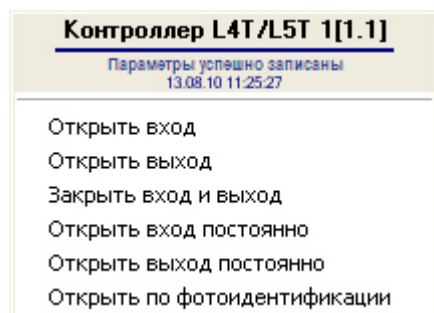 Контроллер L4T/L5T 1[1.1]
Параметры успешно записаны
13.08.10 11:25:27
Открыть вход
Открыть выход
Закрыть вход и выход
Открыть вход постоянно
Открыть выход постоянно
Открыть по фотоидентификации